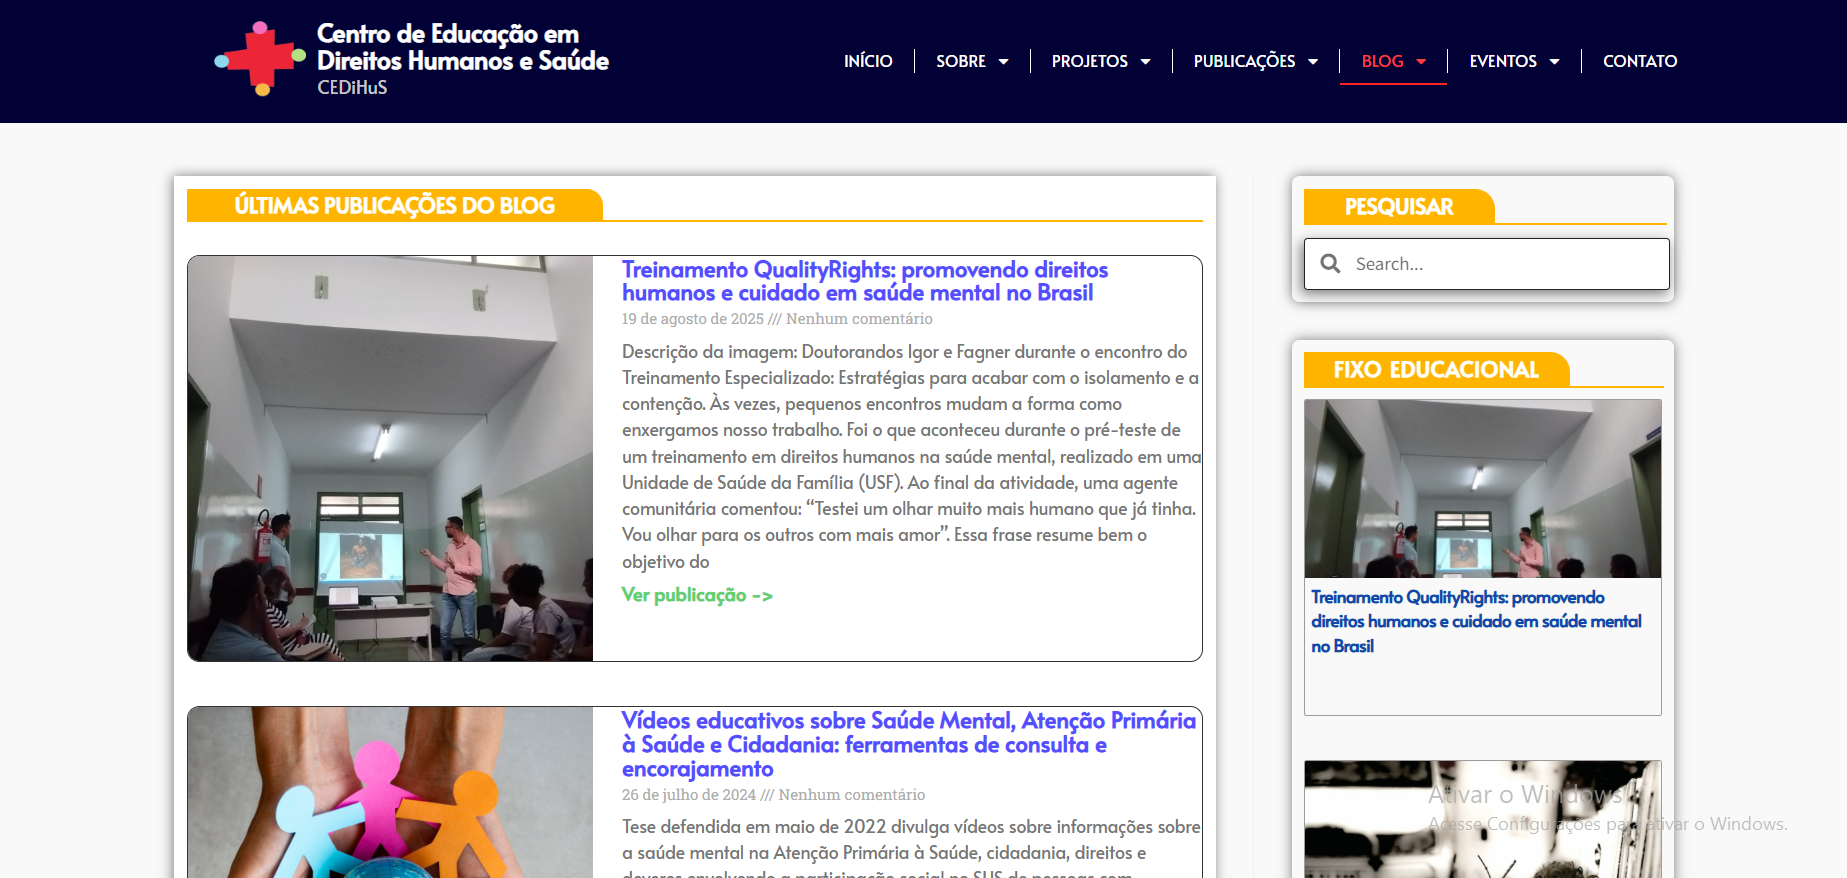 Centro de Educação em
Direitos Humanos e Saúde
CEDiHuS
INÍCIO
SOBRE
PROJETOS
PUBLICAÇÕES
BLOG
EVENTOS
CONTATO
ÚLTIMAS PUBLICAÇÕES DO BLOG
Treinamento QualityRights: promovendo direitos
humanos e cuidado em saúde mental no Brasil
19 de agosto de 2025 /// Nenhum comentário
Descrição da imagem: Doutorandos Igor e Fagner durante o encontro do
Treinamento Especializado: Estratégias para acabar com o isolamento e a
contenção. Às vezes, pequenos encontros mudam a forma como
enxergamos nosso trabalho. Foi o que aconteceu durante o pré-teste de
um treinamento em direitos humanos na saúde mental, realizado em uma
Unidade de Saúde da Família (USF). Ao final da atividade, uma agente
comunitária comentou: “Testei um olhar muito mais humano que já tinha.
Vou olhar para os outros com mais amor”. Essa frase resume bem o
objetivo do
Ver publicação ->
Vídeos educativos sobre Saúde Mental, Atenção Primária
à Saúde e Cidadania: ferramentas de consulta e
encorajamento
26 de julho de 2024 /// Nenhum comentário
Tese defendida em maio de 2022 divulga vídeos sobre informações sobre
a saúde mental na Atenção Primária à Saúde, cidadania, direitos e
deveres envolvendo a participação social no SUS de pessoas com
PESQUISAR
Search...
FIXO EDUCACIONAL
Treinamento QualityRights: promovendo
direitos humanos e cuidado em saúde mental
no Brasil
Ativar o Windows
Acesse Configurações para ativar o Windows.